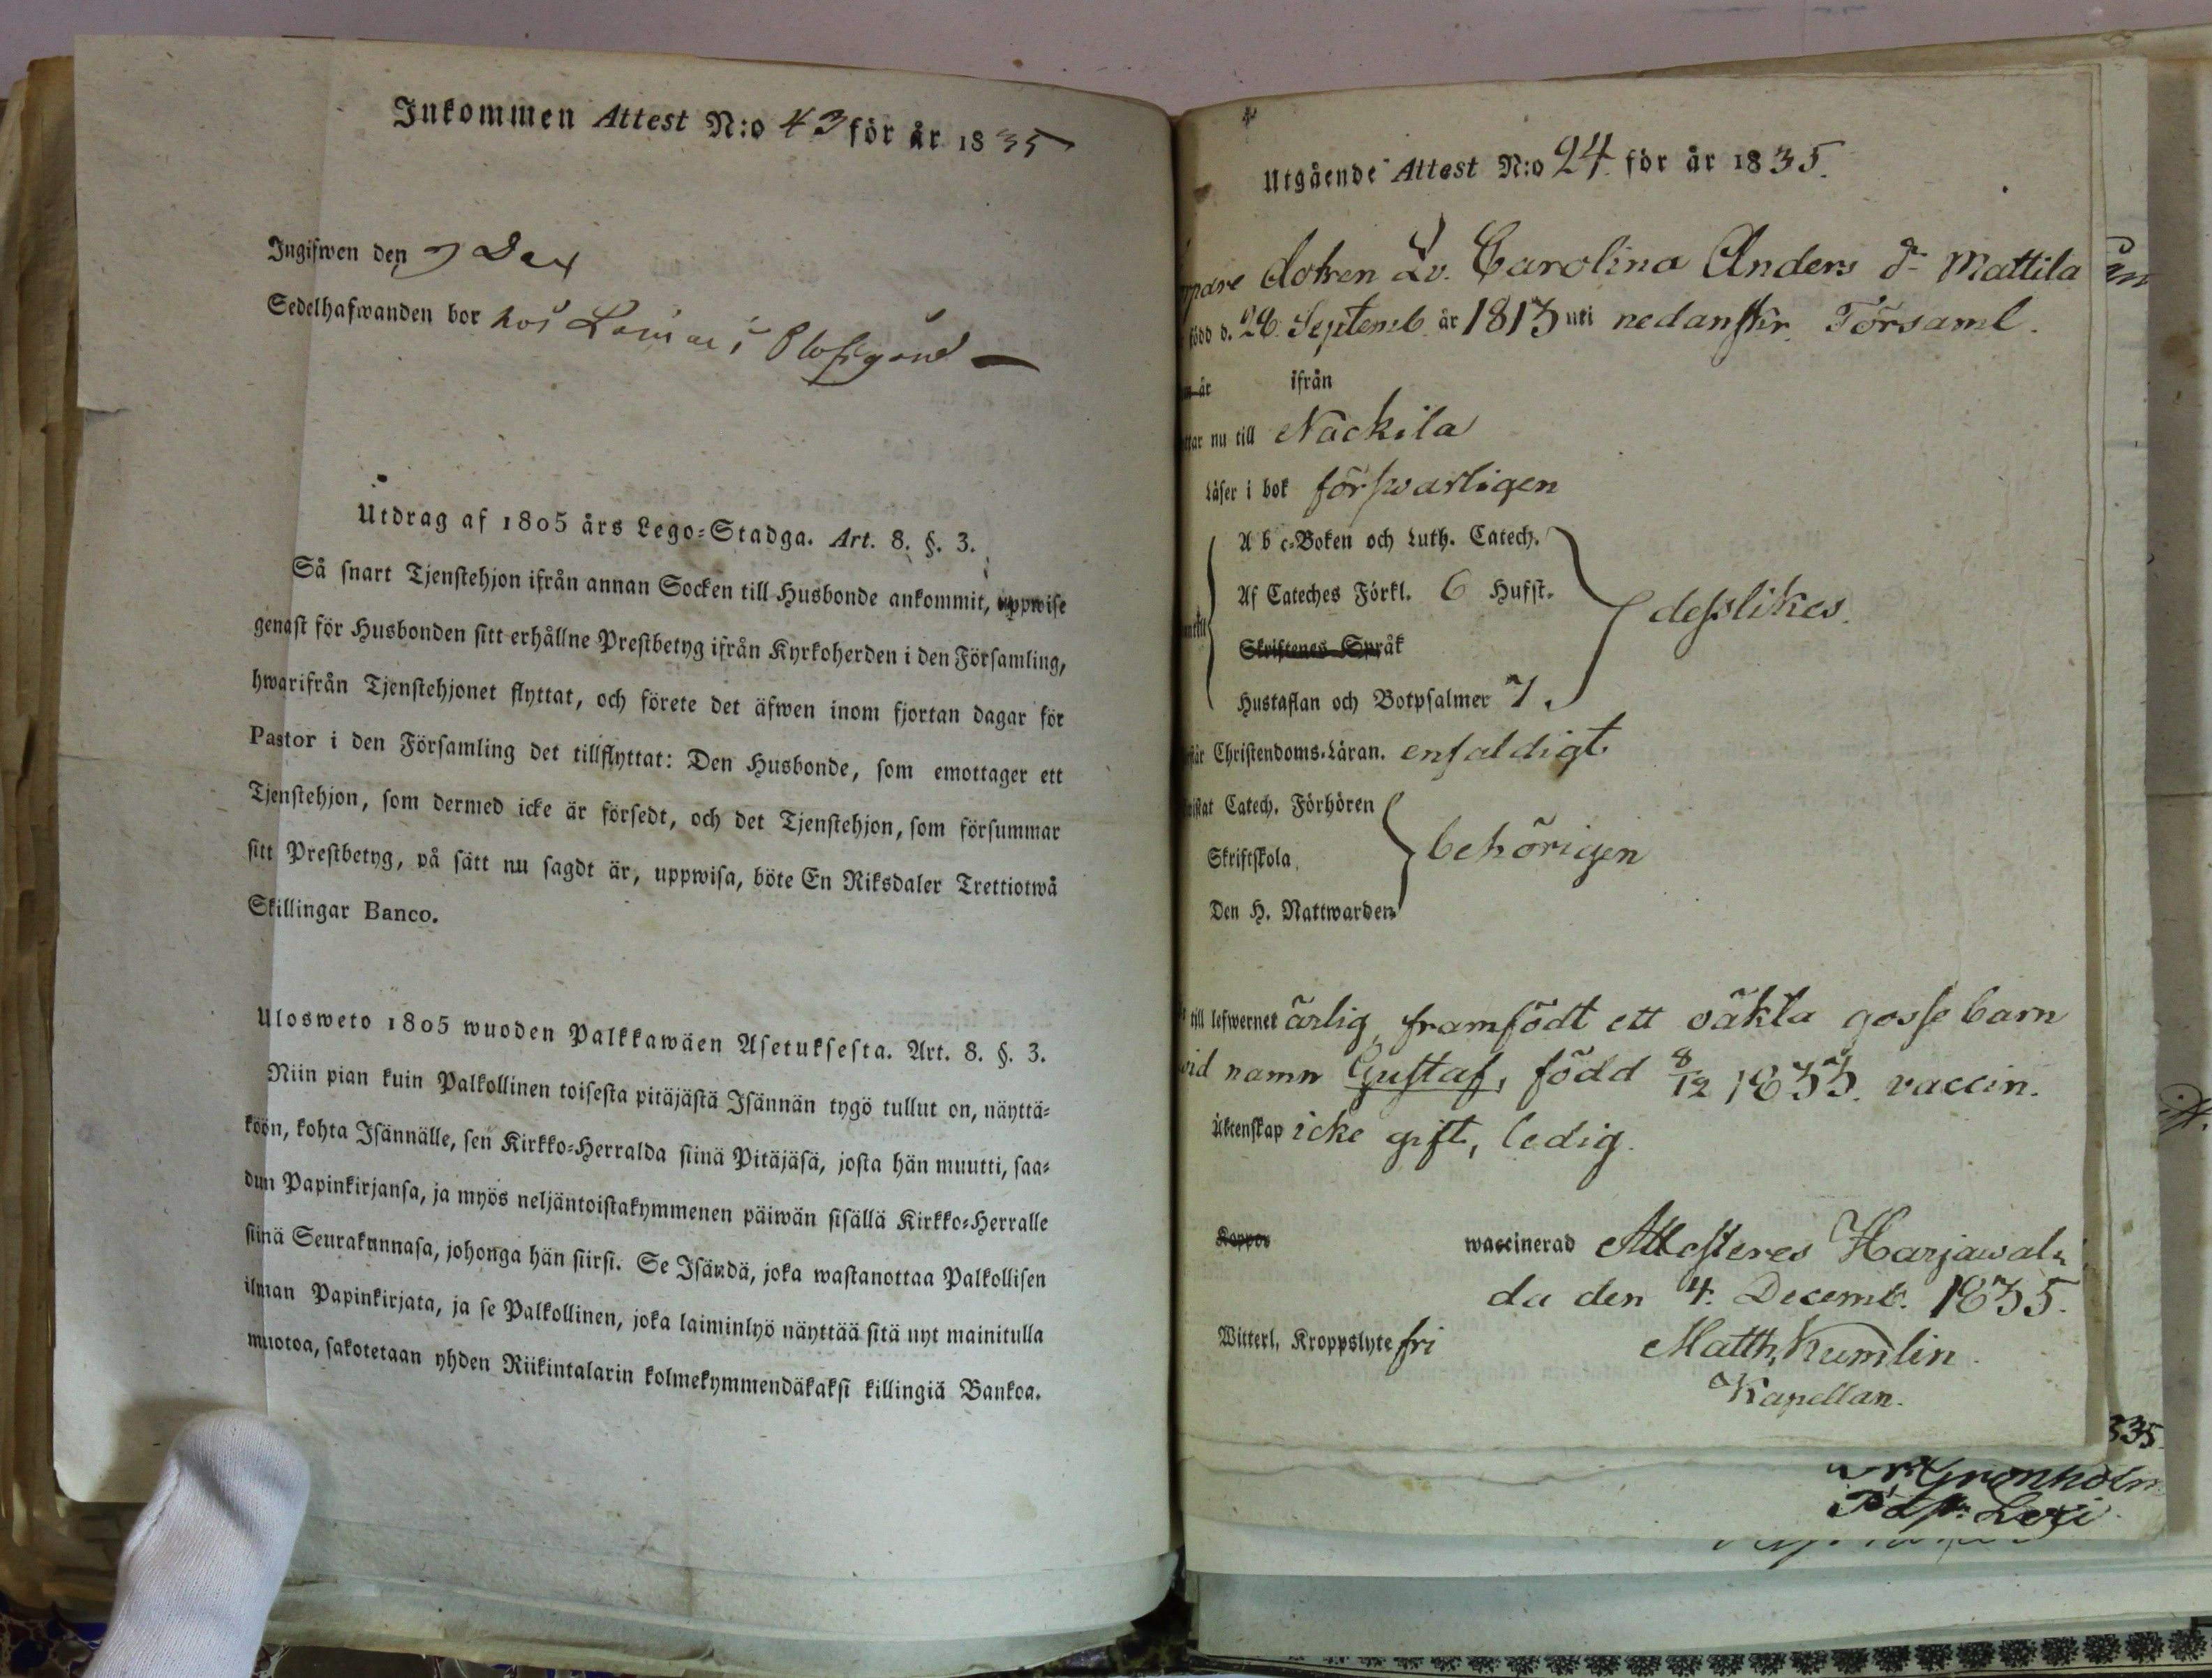 Inkommen Attest N:o 43 för år 1835
Ingifwen den 7 Dec
Sedelhafwanden bor hos
Utdrag af 1805 års Lego-Stadga. Art. 8. §. 3.
Så snart Tjenstehjon ifrån annan Socken till Husbonde ankommit, uppwise
genast för Husbonden sitt erhållne Prestbetyg ifrån Kyrkoherden i den Församling,
hwarifrån Tjenstehjonet flyttat, och förete det äfwen inom fjortan dagar för
Pastor i den Församling det tillflyttat: Den Husbonde, som emottager ett
Tjenstehjon, som dermed icke är försedt, och det Tjenstehjon, som försummar
sitt Prestbetyg, på sätt nu sagdt är, uppwisa, böte En Riksdaler Trettiotwå
Skillingar Banco.
Ulosweto 1805 wuoden Palkkawäen Asetuksesta. Art. 8. §. 3.
Niin pian kuin Palkollinen toisesta pitäjästä Isännän tygö tullut on, näyttä-
köön, kohta Isännälle, sen Kirkko-Herralda siinä Pitäjäsä, josta hän muutti, saa-
dun Papinkirjansa, ja myös neljäntoistakymmenen päiwän sisällä Kirkko-Herralle
siinä Seurakunnasa, johonga hän siirsi. Se Isändä, joka wastanottaa Palkollisen
ilman Papinkirjata, ja se Palkollinen, joka laiminlyö näyttää sitä nyt mainitulla
muotoa, sakotetaan yhden Riikintalarin kolmekymmendäkaksi killingiä Bankoa.
Utgående Attest N:o 24. för år 1835.
dotren Carolina Anders dr Mattila
född d. 28. Septemb. år 1813 uti nedanskr. Församl.
år ifrån
nu till Nackila
Läser i bok försvarligen
A b c-Boken och Luth. Catech.
Af Cateches Förkl. 6 Hufst. desslikes.
Skriftenes Språk
Hustaflan och Botpsalmer 7.
Christendoms-Läran. enfaldigt
Catech. Förhören
Skriftskola behörigen
Den H. Nattwarden
till lefwernet ärlig, framfödt ett oäkta gosse barn
vid namn Gustaf, född 8/12 1833. vaccin.
Äktenskap icke gift, ledig.
Koppor waccinerad Attesteres Harjawal-
da den 4. Decemb. 1835.
Witterl. Kroppslyte fri Matth. Kumlin
Kapellan.
335
Grönholm